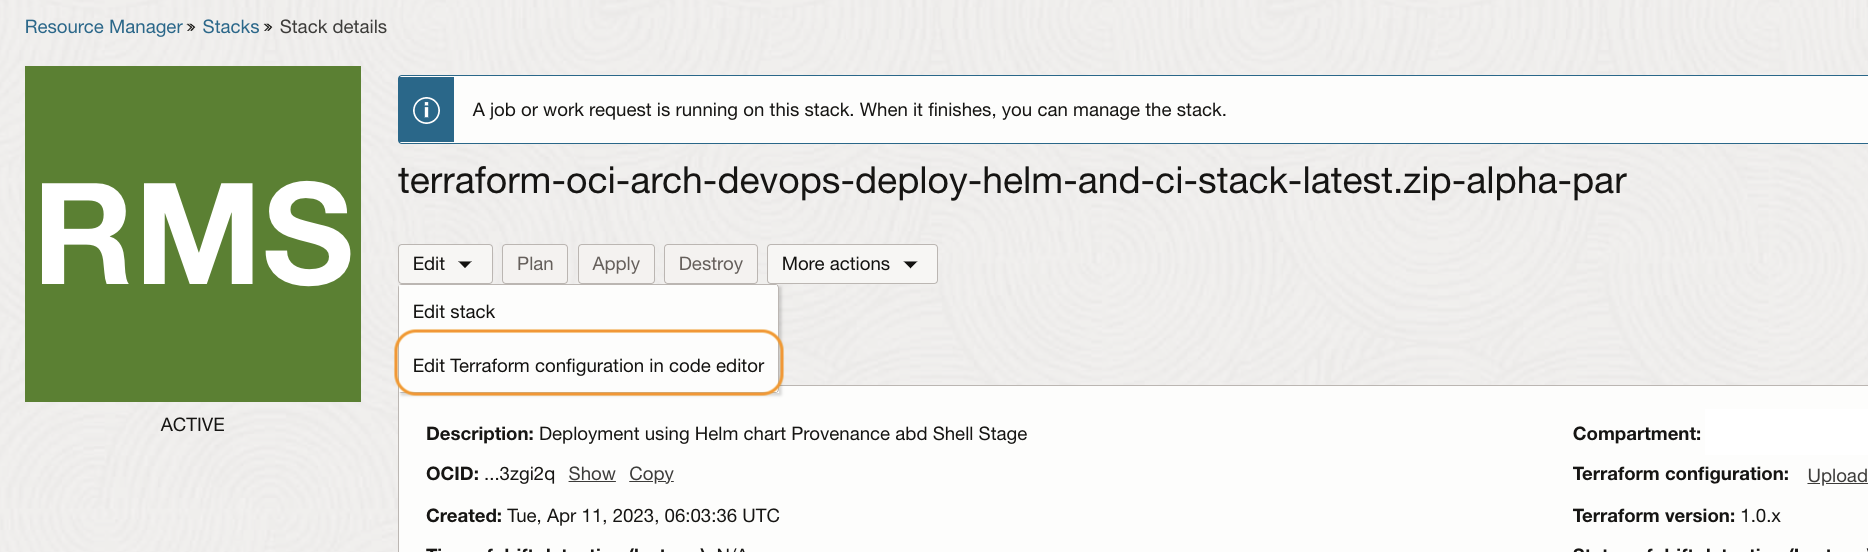 Resource Manager » Stacks » Stack details
RMS
ACTIVE
A job or work request is running on this stack. When it finishes, you can manage the stack.
terraform-oci-arch-devops-deploy-helm-and-ci-stack-latest.zip-alpha-par
Edit Plan Apply Destroy More actions
Edit stack
Edit Terraform configuration in code editor
Description: Deployment using Helm chart Provenance abd Shell Stage
OCID: ...3zgi2q Show Copy
Created: Tue, Apr 11, 2023, 06:03:36 UTC
Compartment:
Terraform configuration: Upload
Terraform version: 1.0.x